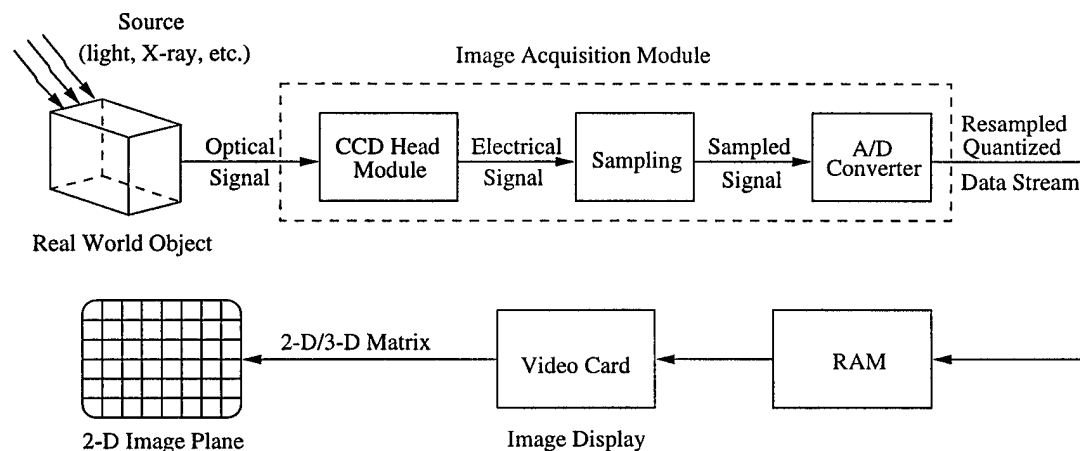 Source
(light, X-ray, etc.)
Image Acquisition Module
Optical
Signal
CCD Head
Module
Electrical
Signal
Sampling
Sampled
Signal
A/D
Converter
Resampled
Quantized
Data Stream
Real World Object
2-D/3-D Matrix
Video Card
RAM
2-D Image Plane
Image Display